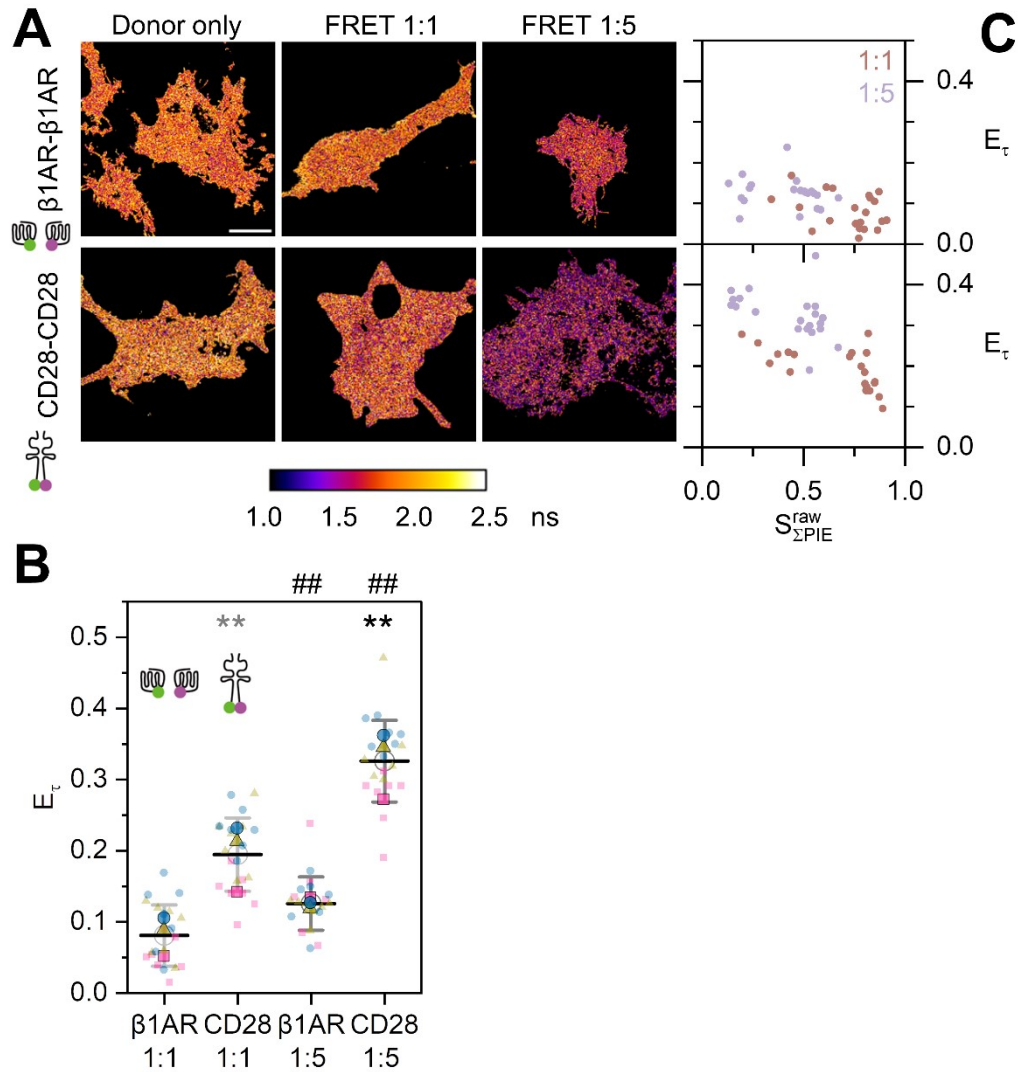 A
Donor only
FRET 1:1
FRET 1:5
C
β1AR-β1AR
CD28-CD28
1:1
1:5
0.4
Eτ
0.0
0.4
Eτ
0.0
0.0 0.5 1.0
S raw ΣPIE
1.0 1.5 2.0 2.5 ns
B
## ##
** **
0.5
0.4
0.3
0.2
0.1
0.0
Eτ
β1AR CD28 β1AR CD28
1:1 1:1 1:5 1:5